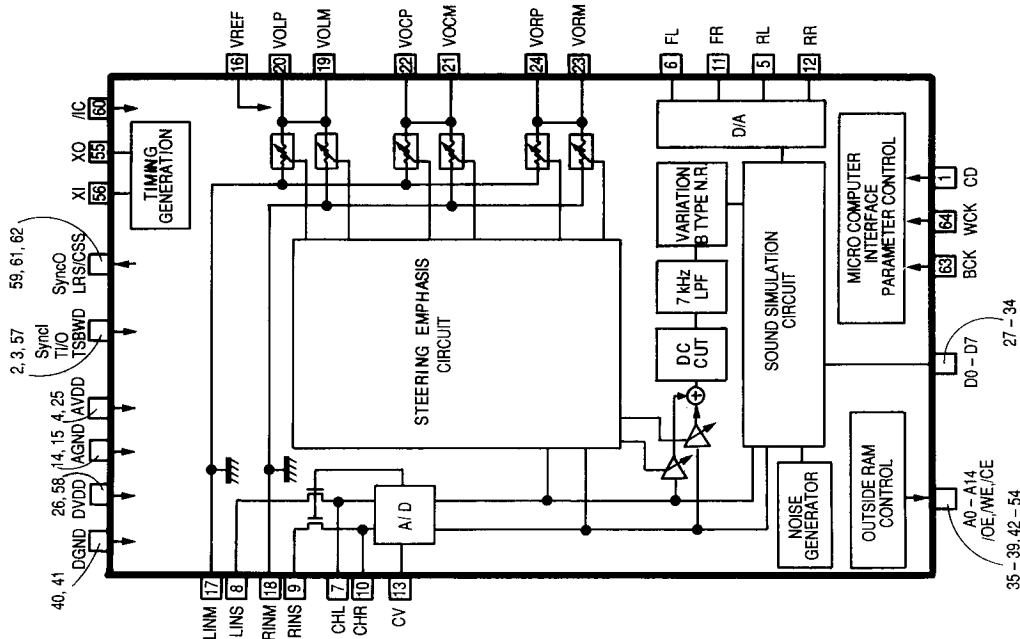 40, 41
DGND
26, 58
DVDD
14, 15
AGND
4, 25
AVDD
2, 3, 57
SyncI
TI/O
TSBWD
59, 61, 62
SyncO
LRS/CSS
XI
56
XO
55
/IC
60
TIMING
GENERATION
LINM
17
LINS
8
RINM
18
RINS
9
CHL
7
CHR
10
CV
13
A/D
STEERING EMPHASIS
CIRCUIT
16
VREF
20
VOLP
19
VOLM
22
VOCP
21
VOCM
24
VORP
23
VORM
6
FL
11
FR
5
RL
12
RR
D/A
VARIATION
B TYPE N.R.
7 kHz
LPF
DC
CUT
+
SOUND SIMULATION
CIRCUIT
NOISE
GENERATOR
OUTSIDE RAM
CONTROL
MICRO COMPUTER
INTERFACE
PARAMETER CONTROL
A0 – A14
/OE,/WE,/CE
35 – 39, 42 – 54
D0 – D7
27 – 34
63
BCK
64
WCK
1
CD